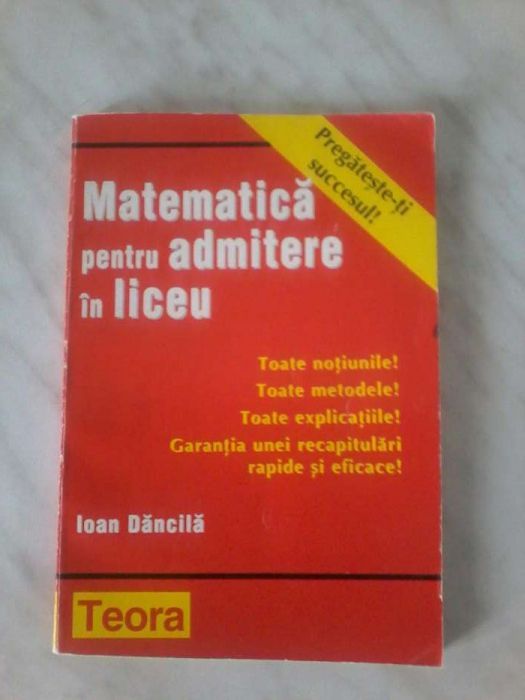 Pregătește-ți
succesul!
Matematică
pentru admitere
în liceu
Toate noțiunile!
Toate metodele!
Toate explicațiile!
Garanția unei recapitulări
rapide și eficace!
Ioan Dăncilă
Teora